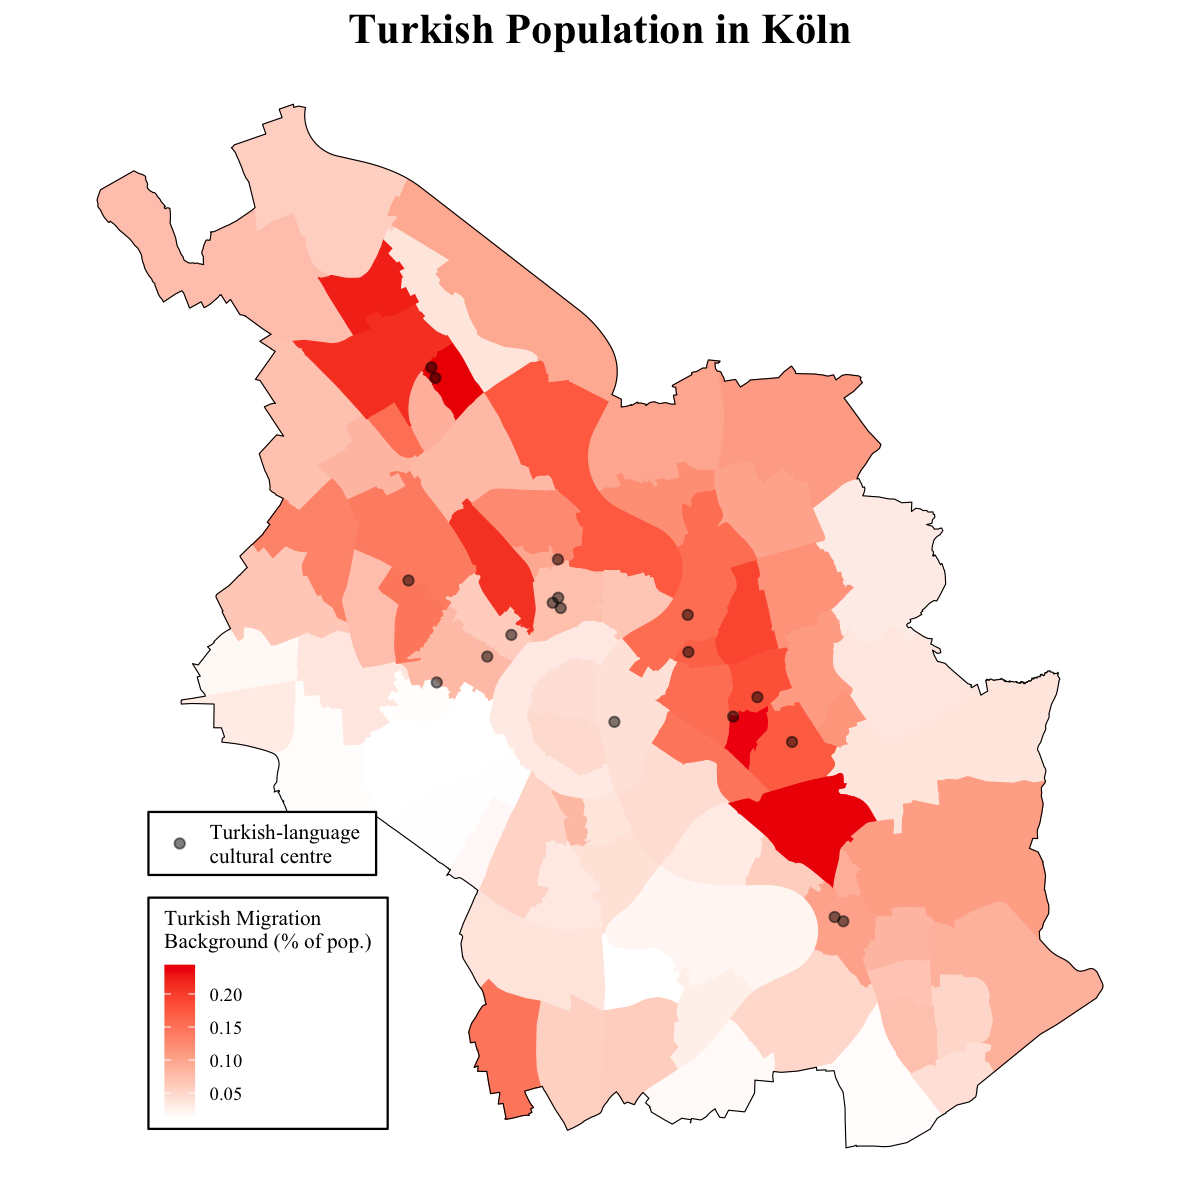 Turkish Population in Köln
Turkish-language
cultural centre
Turkish Migration
Background (% of pop.)
0.20
0.15
0.10
0.05